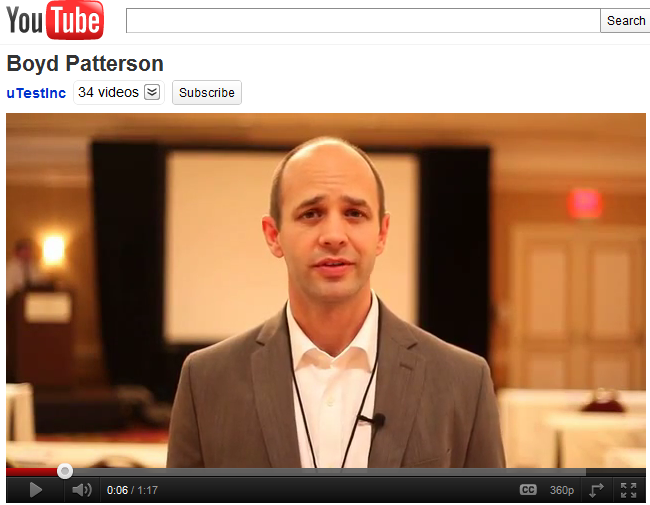 YouTube Search
Boyd Patterson
uTestInc 34 videos Subscribe
0:06 / 1:17 CC 360p